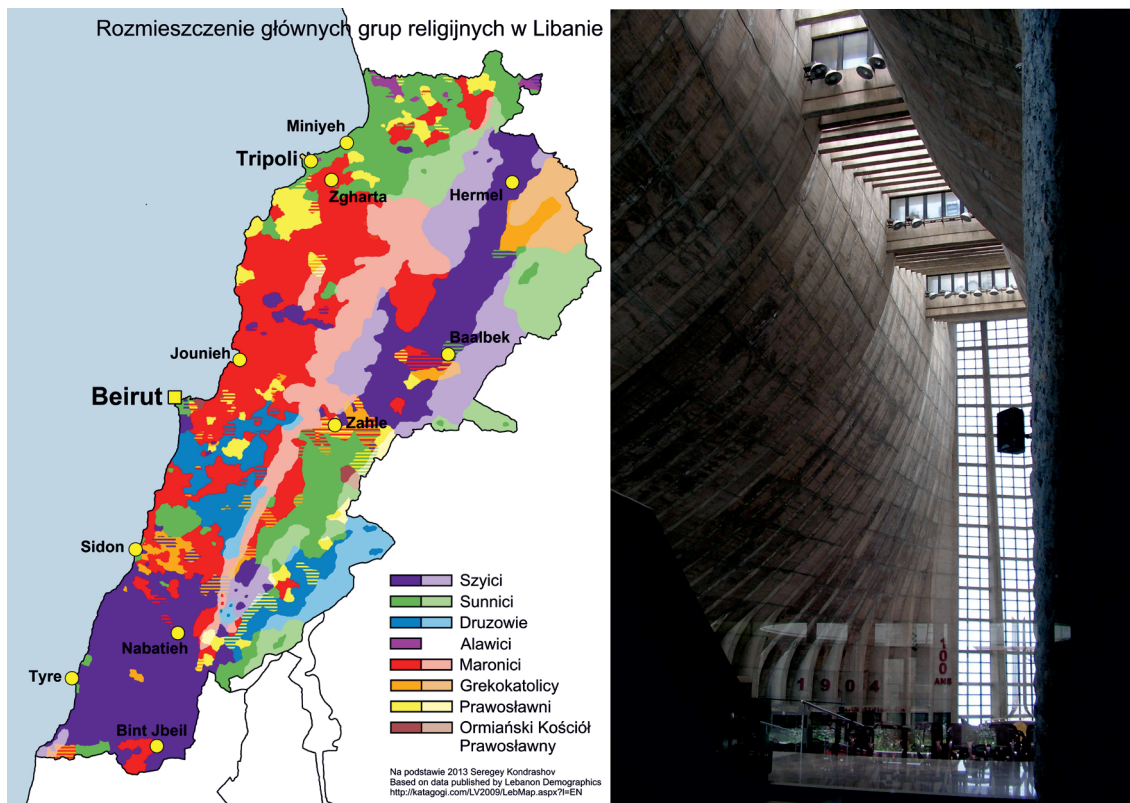 Rozmieszczenie głównych grup religijnych w Libanie
Miniyeh
Tripoli
Zgharta
Hermel
Jounieh
Baalbek
Beirut
Zahle
Sidon
Nabatieh
Tyre
Bint Jbeil
Szyici
Sunnici
Druzowie
Alawici
Maronici
Grekokatolicy
Prawosławni
Ormiański Kościół
Prawosławny
Na podstawie 2013 Seregey Kondrashov
Based on data published by Lebanon Demographics
http://katagogi.com/LV2009/LebMap.aspx?l=EN
100
ANS
1904